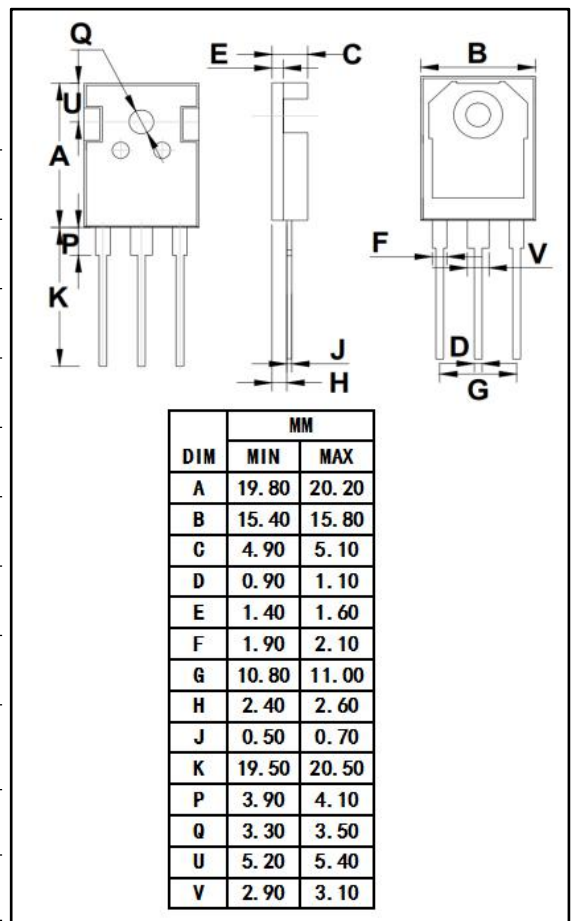 Q
E
C
B
U
A
P
K
F
V
J
D
H
G
MM
DIM MIN MAX
A 19.80 20.20
B 15.40 15.80
C 4.90 5.10
D 0.90 1.10
E 1.40 1.60
F 1.90 2.10
G 10.80 11.00
H 2.40 2.60
J 0.50 0.70
K 19.50 20.50
P 3.90 4.10
Q 3.30 3.50
U 5.20 5.40
V 2.90 3.10